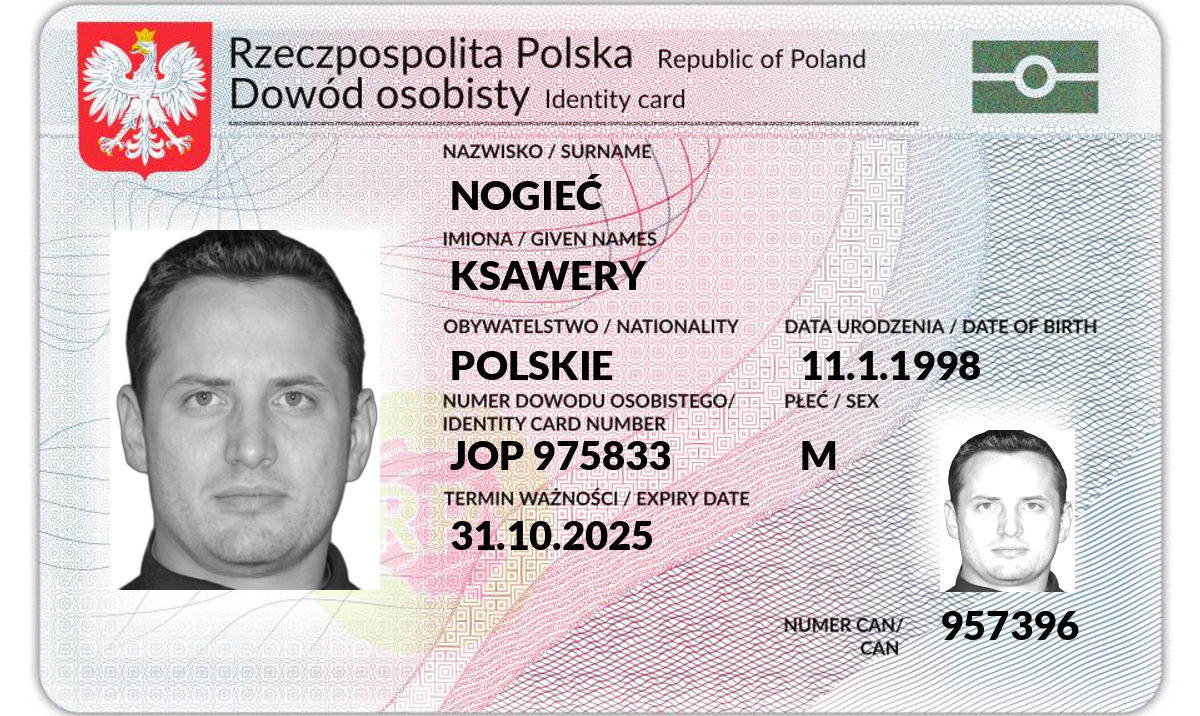 Rzeczpospolita Polska Republic of Poland
Dowód osobisty Identity card
NAZWISKO / SURNAME
NOGIEĆ
IMIONA / GIVEN NAMES
KSAWERY
OBYWATELSTWO / NATIONALITY
POLSKIE
DATA URODZENIA / DATE OF BIRTH
11.1.1998
NUMER DOWODU OSOBISTEGO/
IDENTITY CARD NUMBER
JOP 975833
PŁEĆ / SEX
M
TERMIN WAŻNOŚCI / EXPIRY DATE
31.10.2025
NUMER CAN/
CAN
957396